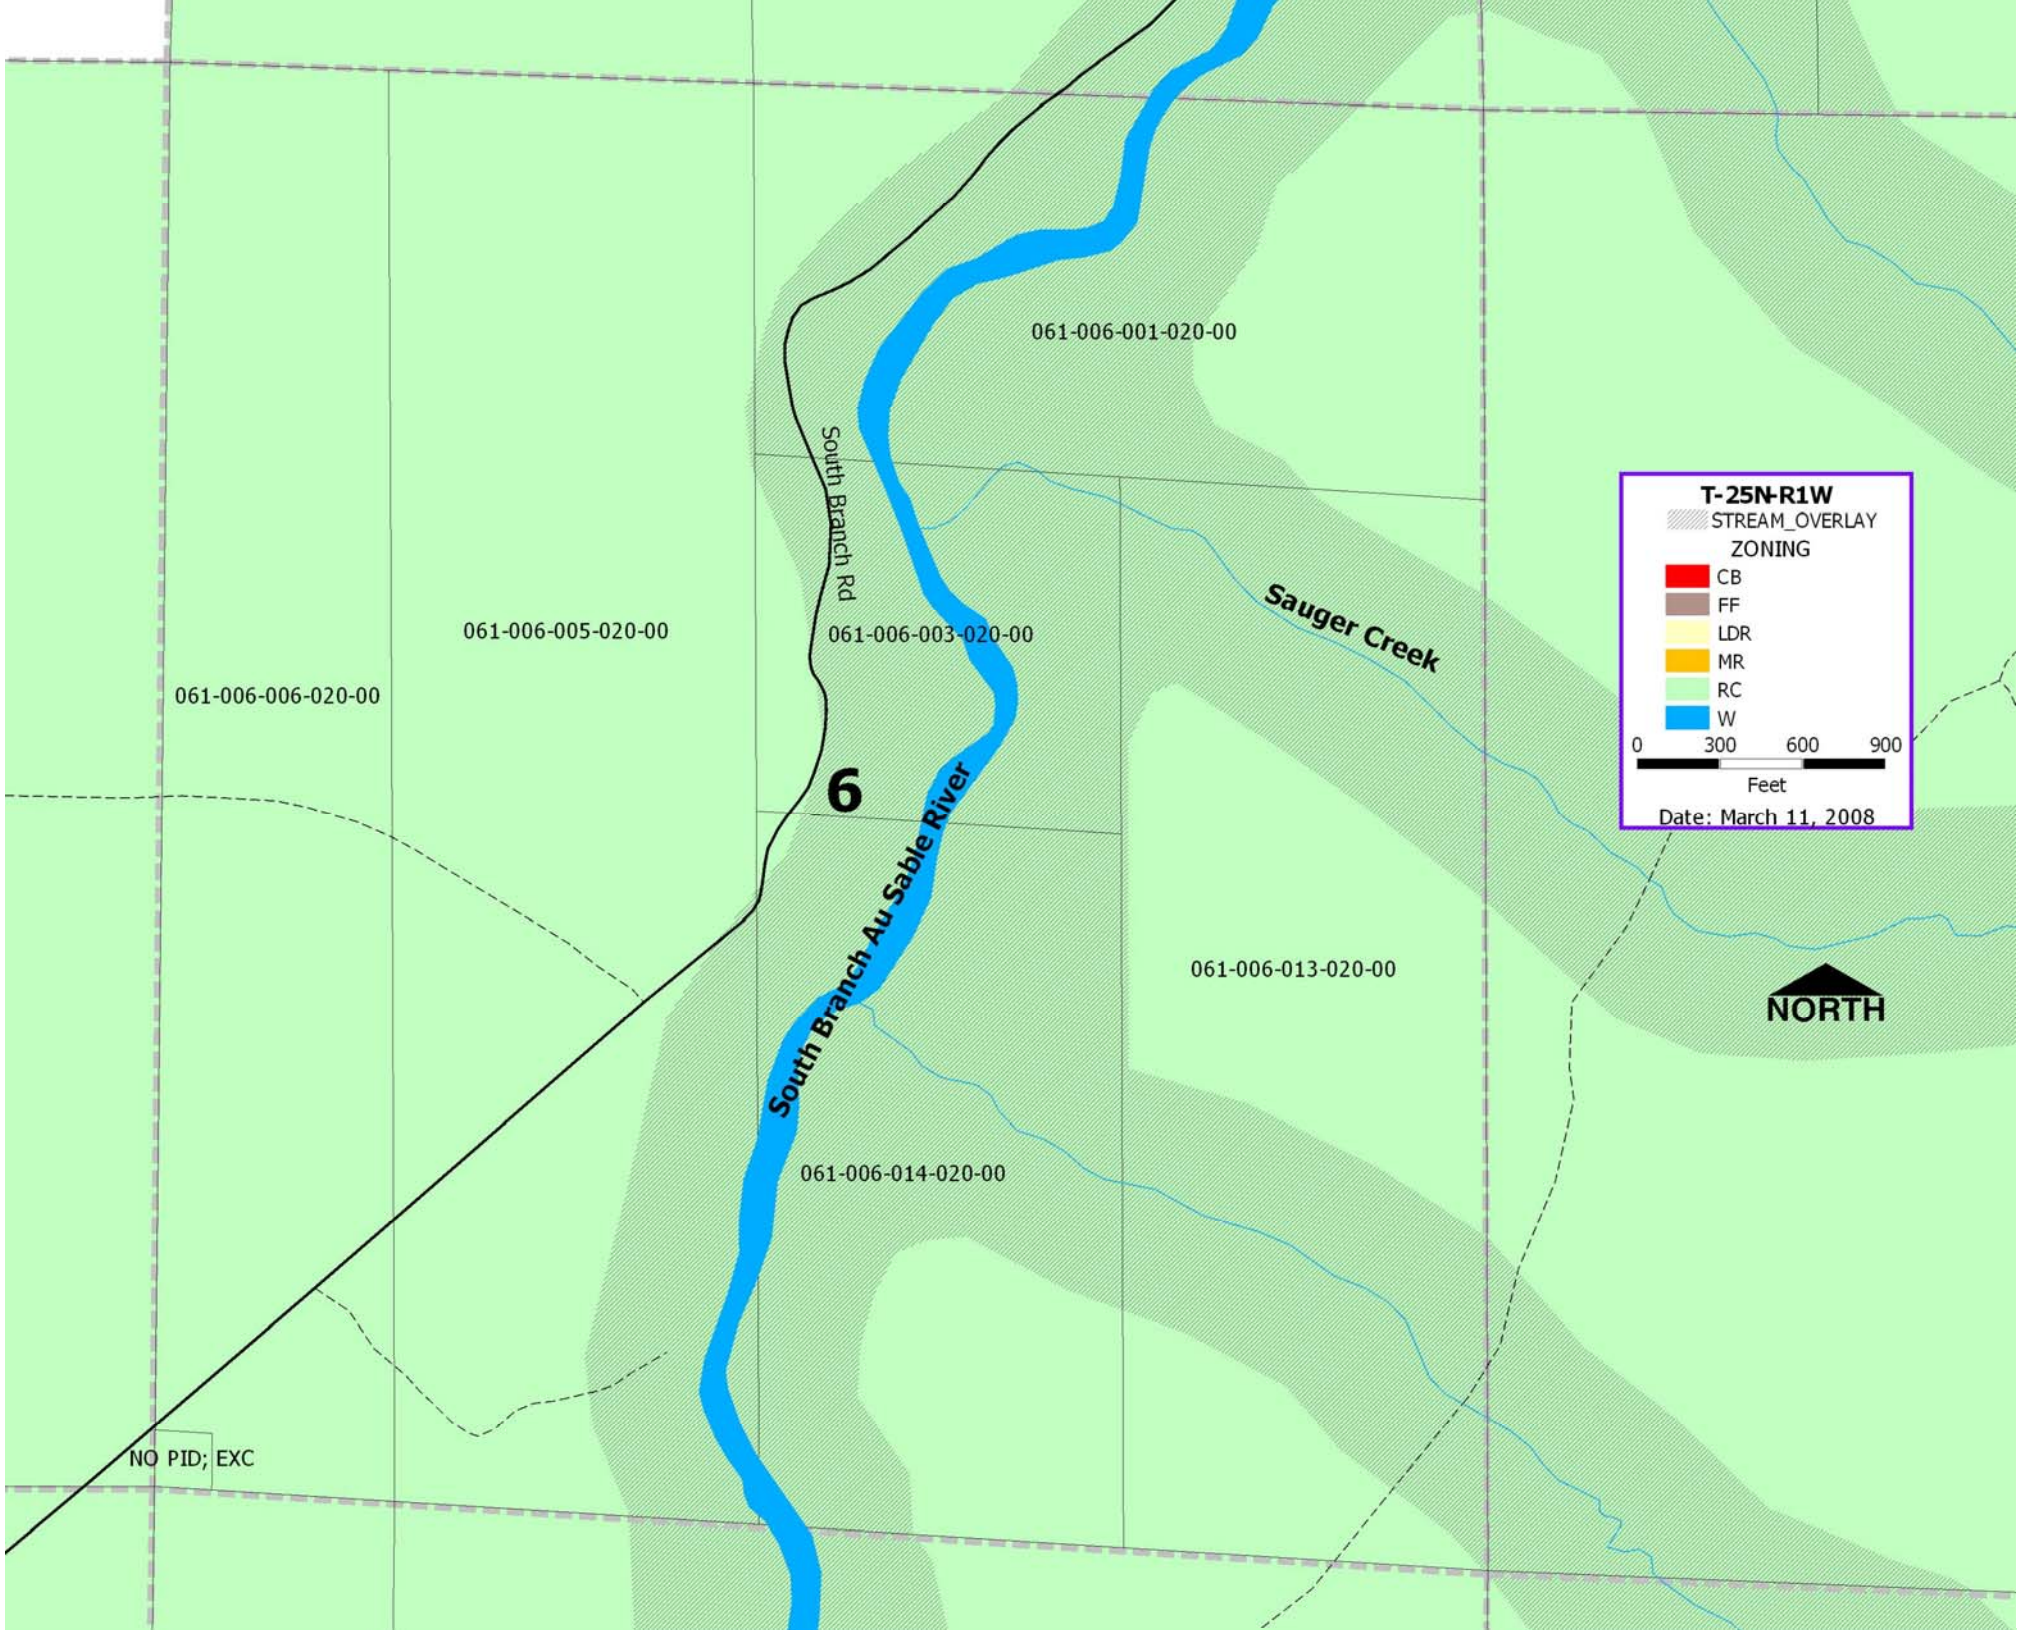 061-006-001-020-00
South Branch Rd
T-25N-R1W
STREAM_OVERLAY
ZONING
CB
FF
LDR
MR
RC
W
0 300 600 900
Feet
Date: March 11, 2008
Sauger Creek
061-006-005-020-00
061-006-003-020-00
061-006-006-020-00
6
South Branch Au Sable River
061-006-013-020-00
NORTH
061-006-014-020-00
NO PID; EXC